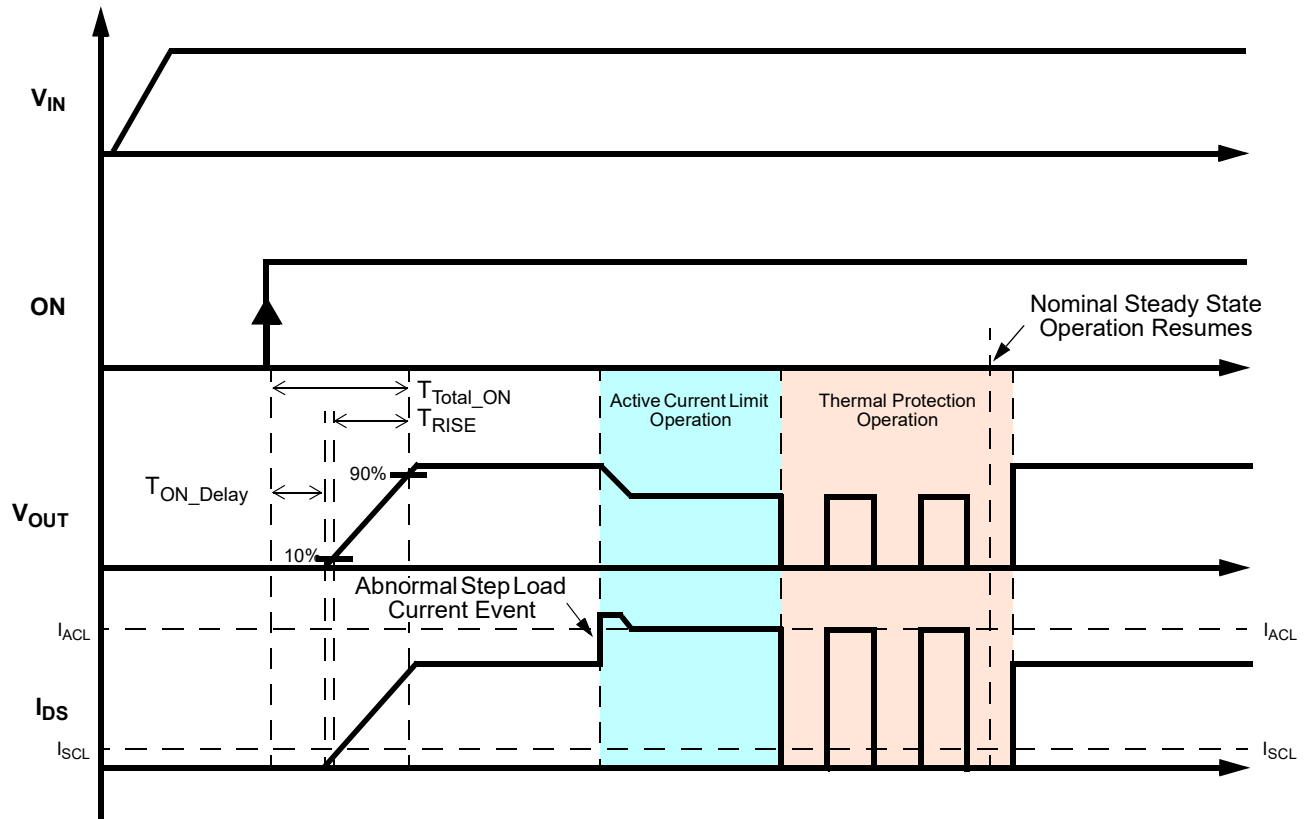 VIN
ON
Nominal Steady State
Operation Resumes
TTotal_ON
TRISE
Active Current Limit
Operation
Thermal Protection
Operation
90%
TON_Delay
VOUT
10%
Abnormal Step Load
Current Event
IACL
IACL
IDS
ISCL
ISCL